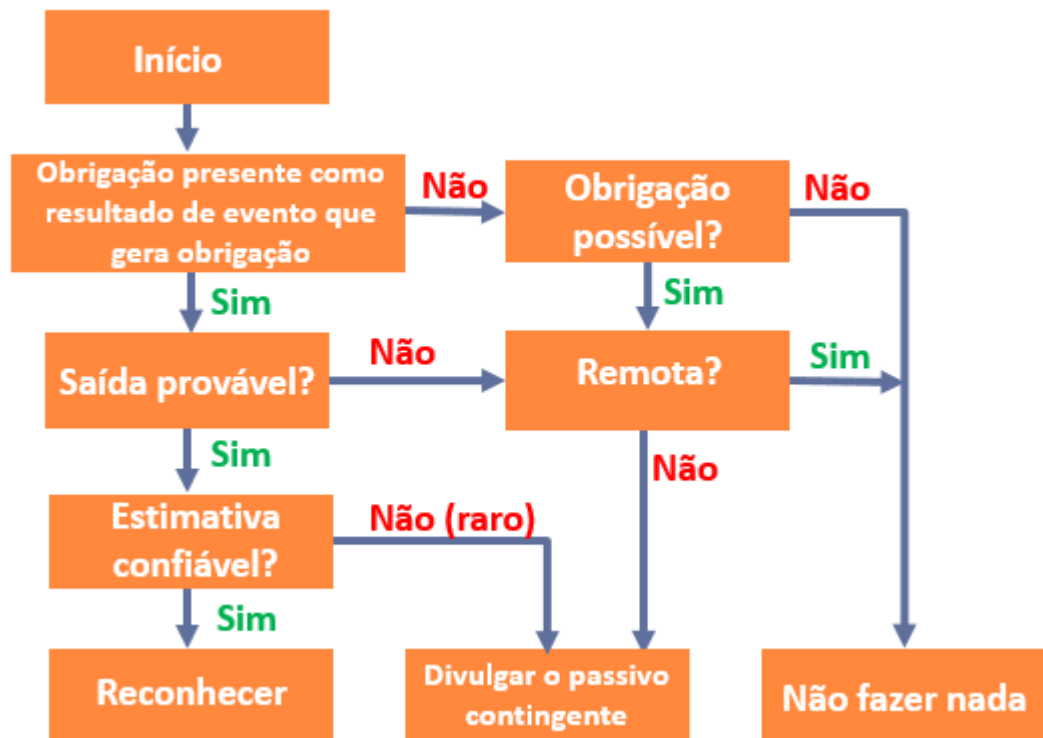 Início
Obrigação presente como
resultado de evento que
gera obrigação
Não
Obrigação
possível?
Não
Sim
Sim
Saída provável?
Não
Remota?
Sim
Sim
Não
Estimativa
confiável?
Não (raro)
Sim
Reconhecer
Divulgar o passivo
contingente
Não fazer nada